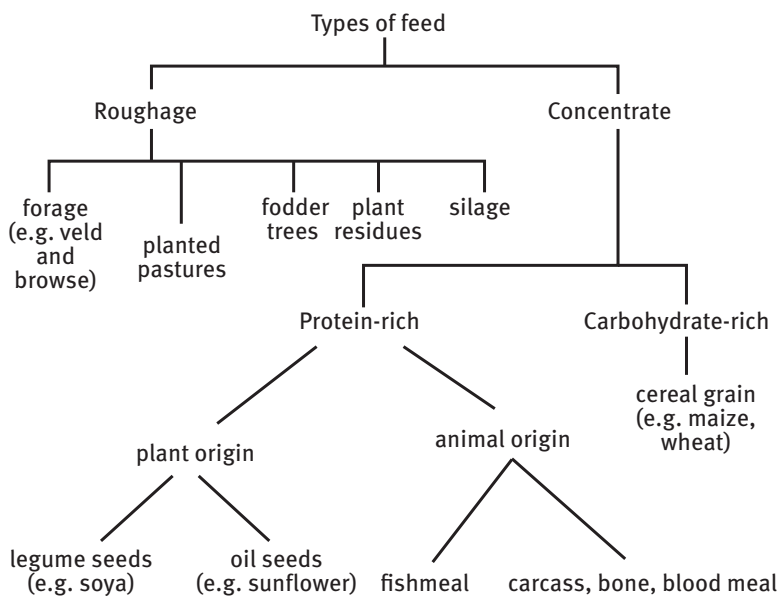 Types of feed
Roughage
Concentrate
forage
(e.g. veld
and
browse)
planted
pastures
fodder
trees
plant
residues
silage
Protein-rich
Carbohydrate-rich
cereal grain
(e.g. maize,
wheat)
plant origin
animal origin
legume seeds
(e.g. soya)
oil seeds
(e.g. sunflower)
fishmeal
carcass, bone, blood meal